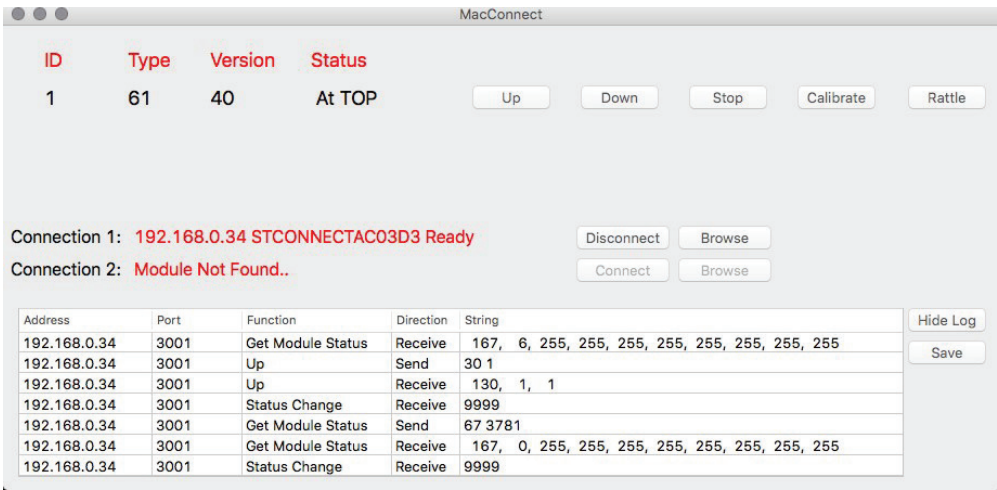 MacConnect
ID Type Version Status
1 61 40 At TOP Up Down Stop Calibrate Rattle
Connection 1: 192.168.0.34 STCONNECTAC03D3 Ready Disconnect Browse
Connection 2: Module Not Found.. Connect Browse
Address Port Function Direction String Hide Log
192.168.0.34 3001 Get Module Status Receive 167, 6, 255, 255, 255, 255, 255, 255, 255, 255
192.168.0.34 3001 Up Send 30 1 Save
192.168.0.34 3001 Up Receive 130, 1, 1
192.168.0.34 3001 Status Change Receive 9999
192.168.0.34 3001 Get Module Status Send 67 3781
192.168.0.34 3001 Get Module Status Receive 167, 0, 255, 255, 255, 255, 255, 255, 255, 255
192.168.0.34 3001 Status Change Receive 9999